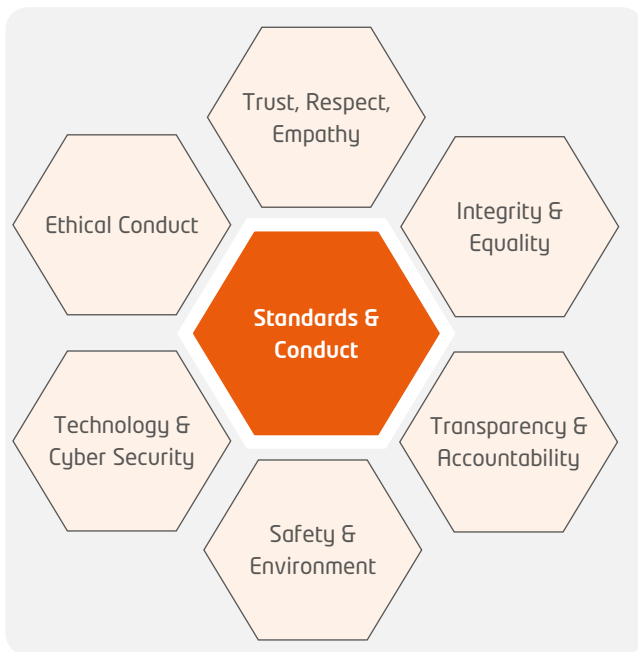 Trust, Respect,
Empathy
Ethical Conduct
Integrity &
Equality
Standards &
Conduct
Technology &
Cyber Security
Transparency &
Accountability
Safety &
Environment